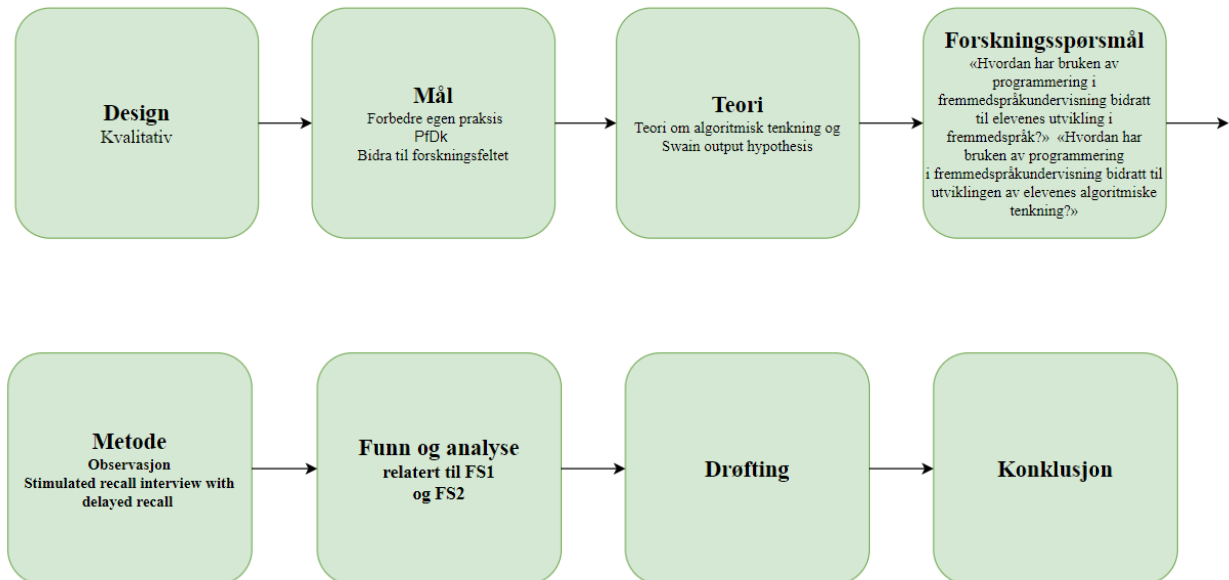 Design
Kvalitativ
Mål
Forbedre egen praksis
PfDk
Bidra til forskningsfeltet
Teori
Teori om algoritmisk tenkning og
Swain output hypothesis
Forskningsspørsmål
«Hvordan har bruken av
programmering i
fremmedspråkundervisning bidratt
til elevenes utvikling i
fremmedspråk?» «Hvordan har
bruken av programmering
i fremmedspråkundervisning bidratt til
utviklingen av elevenes algoritmiske
tenkning?»
Metode
Observasjon
Stimulated recall interview with
delayed recall
Funn og analyse
relatert til FS1
og FS2
Drøfting
Konklusjon